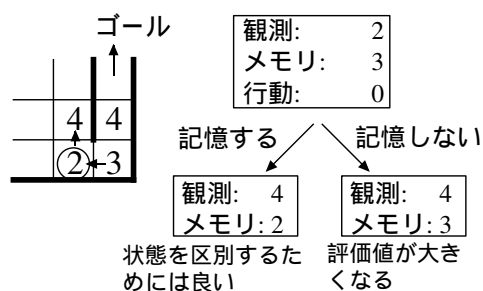 ゴール
4 4
2 3
観測: 2
メモリ: 3
行動: 0
記憶する
記憶しない
観測: 4
メモリ: 2
観測: 4
メモリ: 3
状態を区別するた
めには良い
評価値が大き
くなる